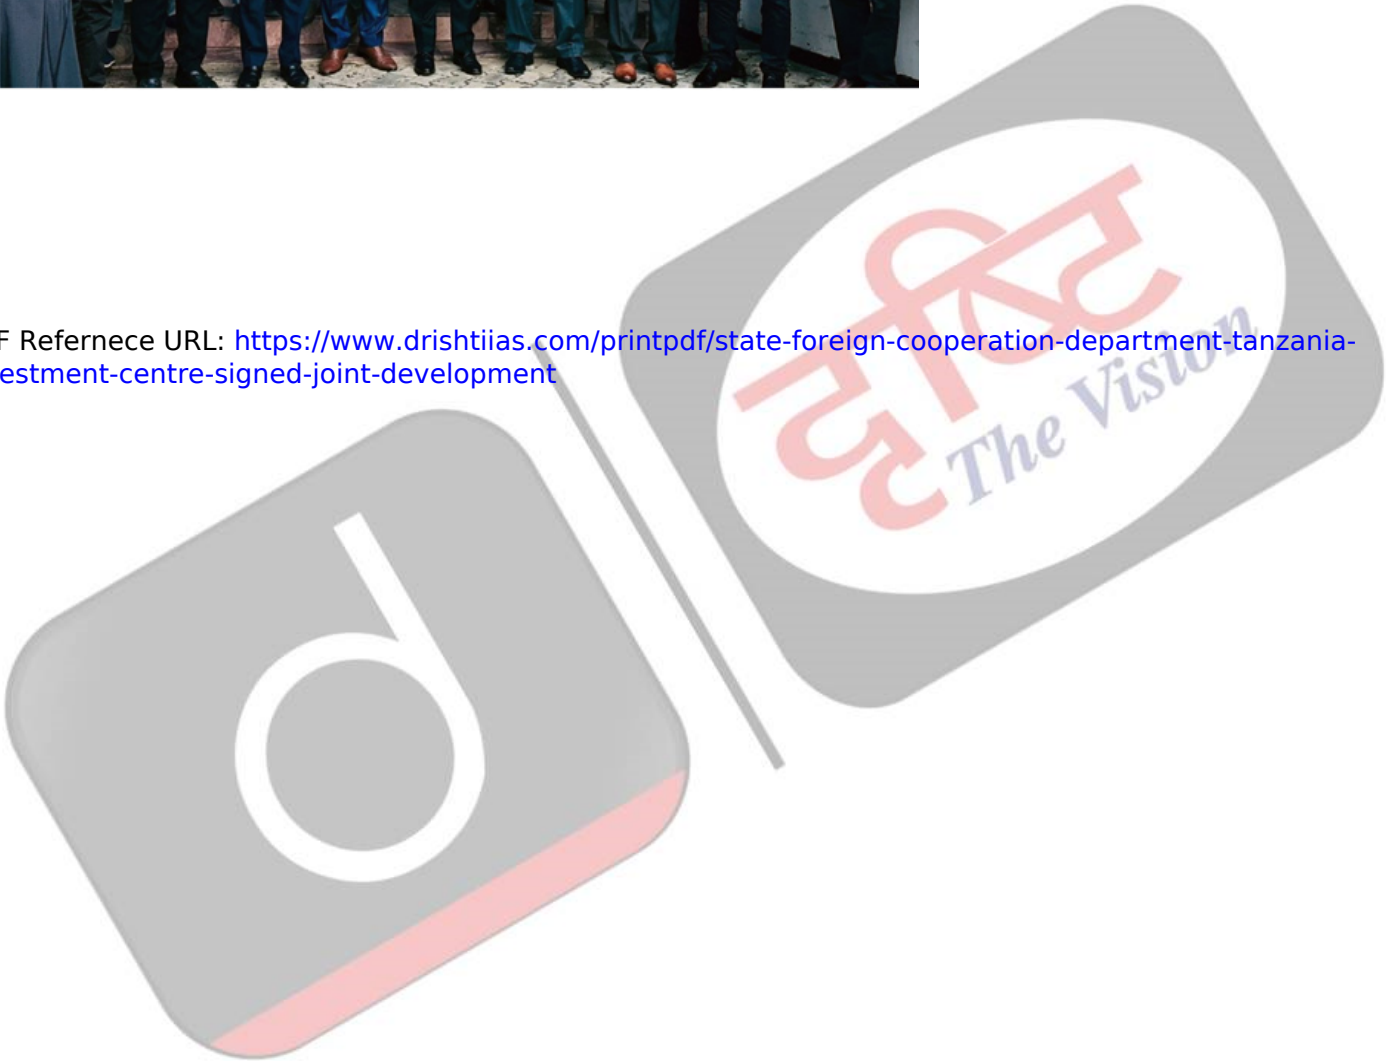 F Refernece URL: https://www.drishtiias.com/printpdf/state-foreign-cooperation-department-tanzania-
estment-centre-signed-joint-development
दृष्टि
The Vision
d